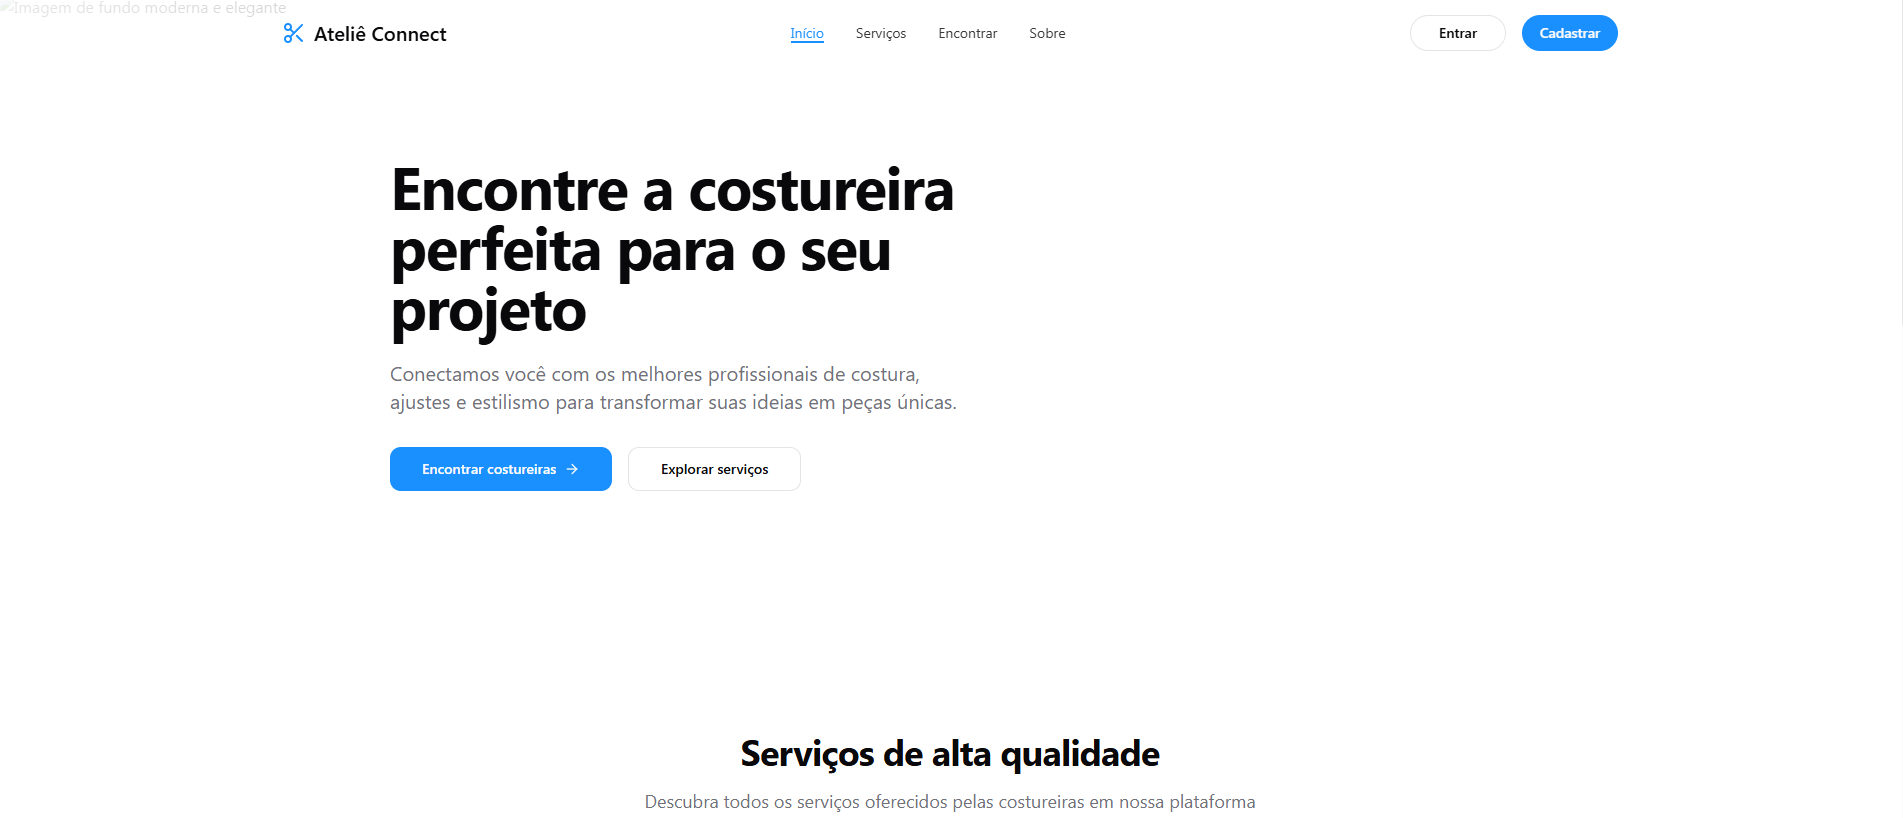 Imagem de fundo moderna e elegante
Ateliê Connect
Início
Serviços
Encontrar
Sobre
Entrar
Cadastrar
Encontre a costureira
perfeita para o seu
projeto
Conectamos você com os melhores profissionais de costura,
ajustes e estilismo para transformar suas ideias em peças únicas.
Encontrar costureiras
Explorar serviços
Serviços de alta qualidade
Descubra todos os serviços oferecidos pelas costureiras em nossa plataforma